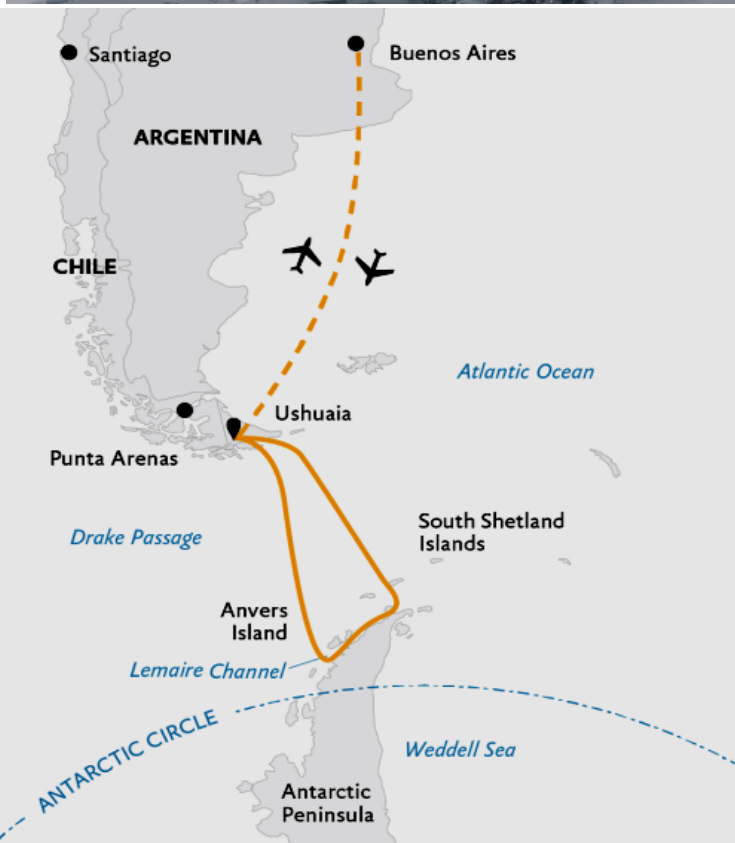 Santiago
Buenos Aires
ARGENTINA
CHILE
Atlantic Ocean
Ushuaia
Punta Arenas
Drake Passage
South Shetland
Islands
Anvers
Island
Lemaire Channel
ANTARCTIC CIRCLE
Weddell Sea
Antarctic
Peninsula